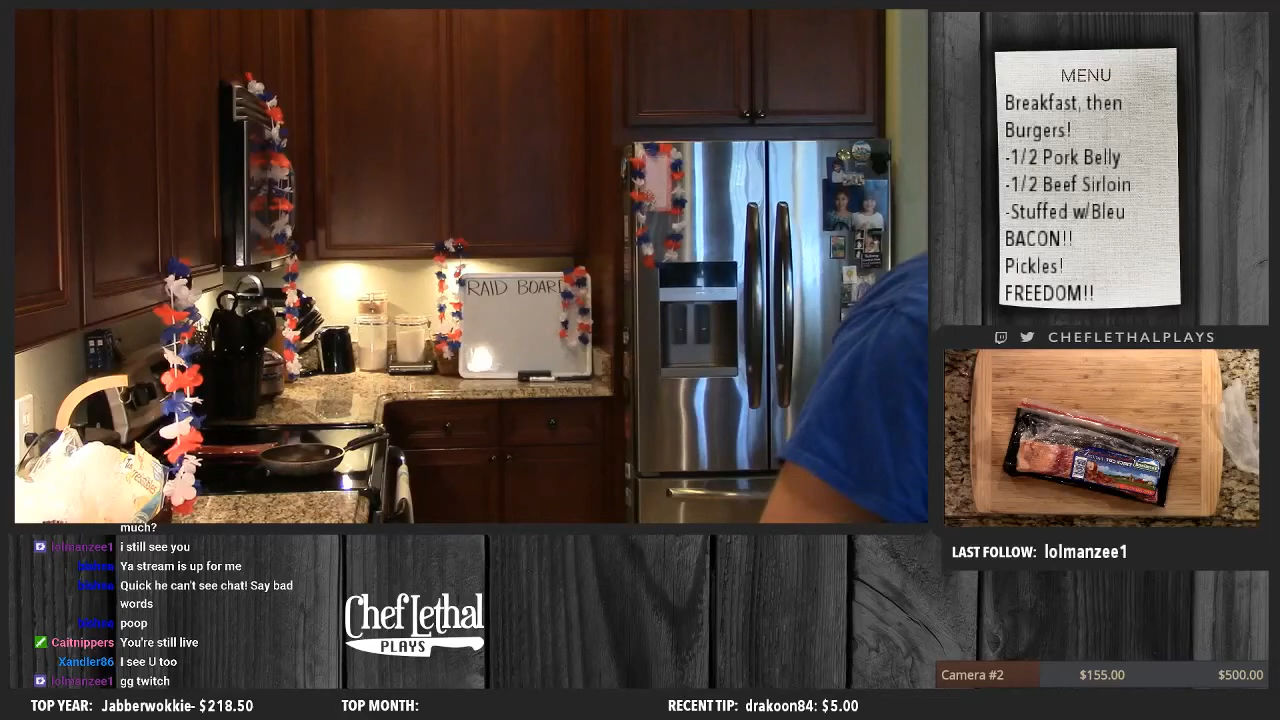 RAID BOARD
MENU
Breakfast, then
Burgers!
-1/2 Pork Belly
-1/2 Beef Sirloin
-Stuffed w/Bleu
BACON!!
Pickles!
FREEDOM!!
CHEFLETHALPLAYS
LAST FOLLOW: lolmanzee1
Camera #2 $155.00 $500.00
much?
lolmanzee1 i still see you
Ya stream is up for me
Quick he can't see chat! Say bad
words
poop
Caitnippers You're still live
Xandler86 I see U too
lolmanzee1 gg twitch
Chef Lethal
PLAYS
TOP YEAR: Jabberwokkie- $218.50
TOP MONTH:
RECENT TIP: drakoon84: $5.00